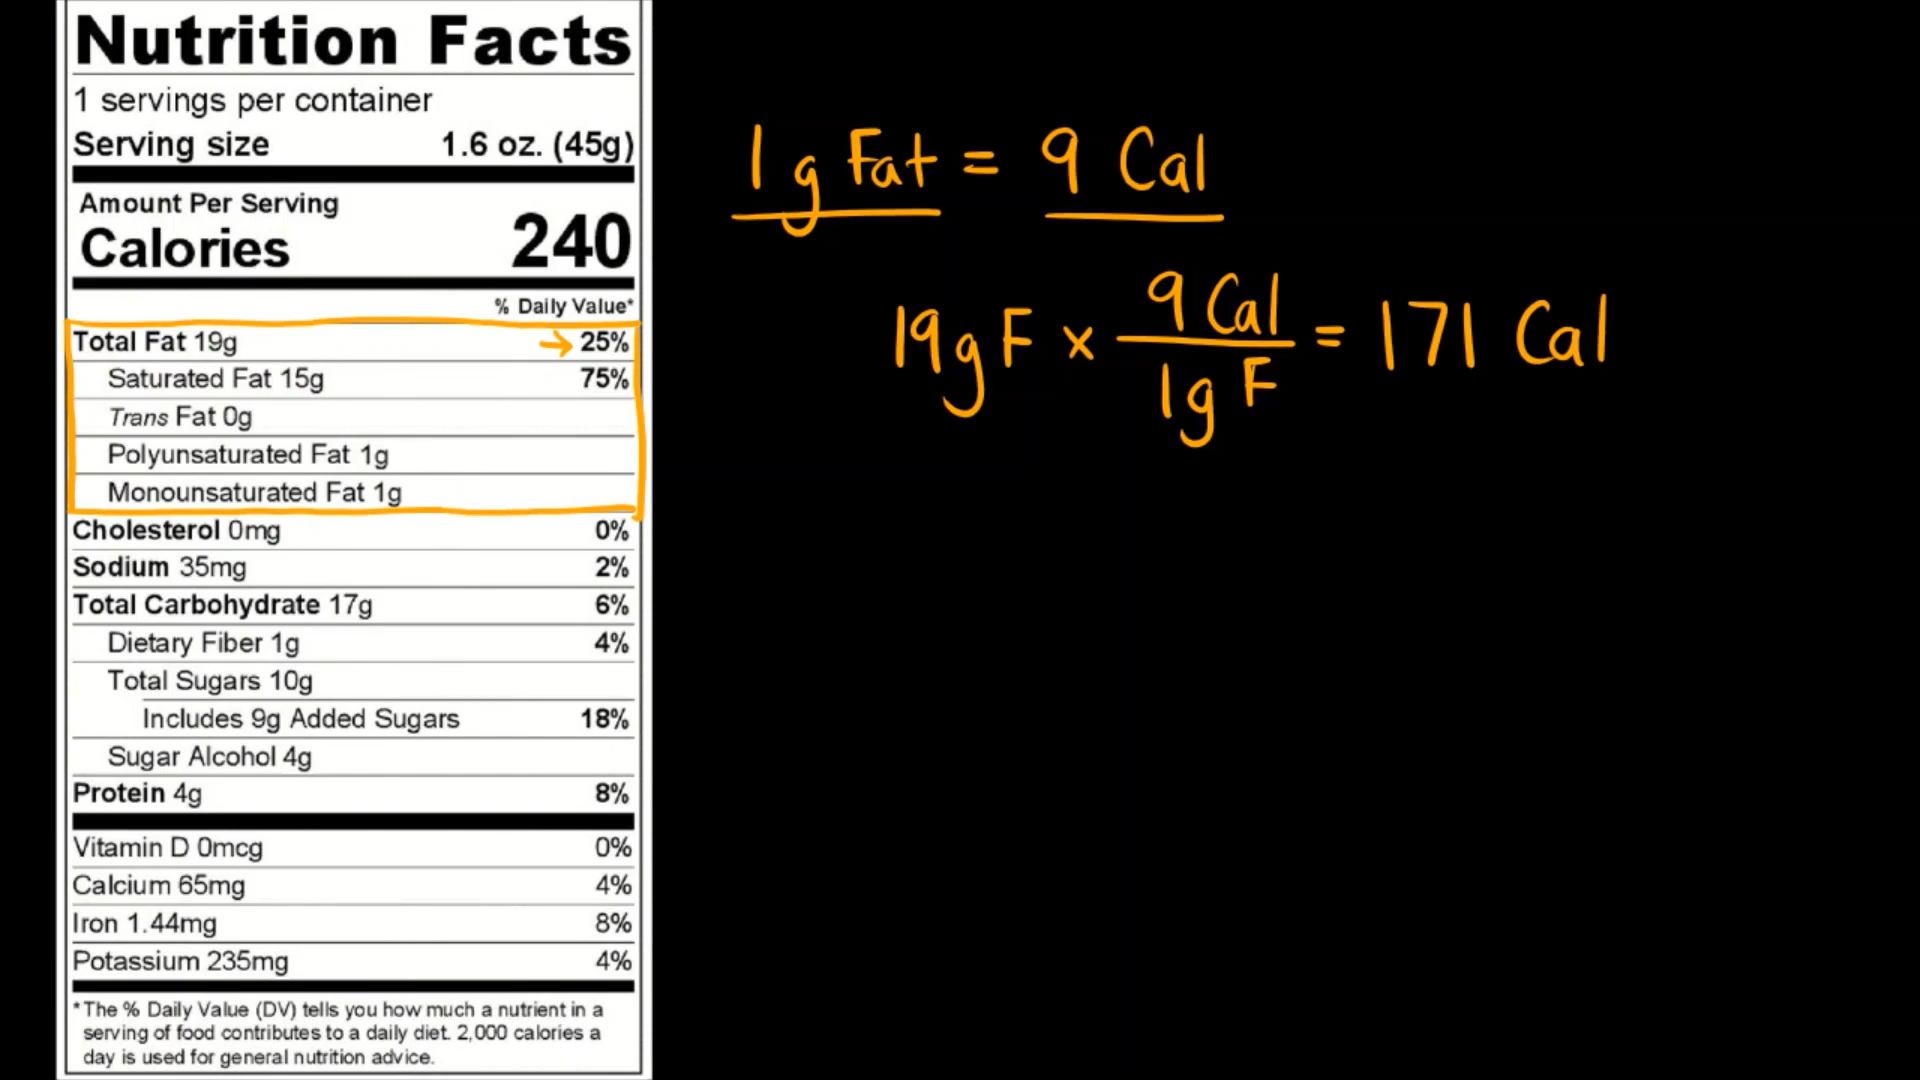 Nutrition Facts
1 servings per container
Serving size 1.6 oz. (45g)
Amount Per Serving
Calories 240
% Daily Value*
Total Fat 19g → 25%
Saturated Fat 15g 75%
Trans Fat 0g
Polyunsaturated Fat 1g
Monounsaturated Fat 1g
Cholesterol 0mg 0%
Sodium 35mg 2%
Total Carbohydrate 17g 6%
Dietary Fiber 1g 4%
Total Sugars 10g
Includes 9g Added Sugars 18%
Sugar Alcohol 4g
Protein 4g 8%
Vitamin D 0mcg 0%
Calcium 65mg 4%
Iron 1.44mg 8%
Potassium 235mg 4%
*The % Daily Value (DV) tells you how much a nutrient in a
serving of food contributes to a daily diet. 2,000 calories a
day is used for general nutrition advice.
1 g Fat = 9 Cal
19g F × 9 Cal / 1g F = 171 Cal